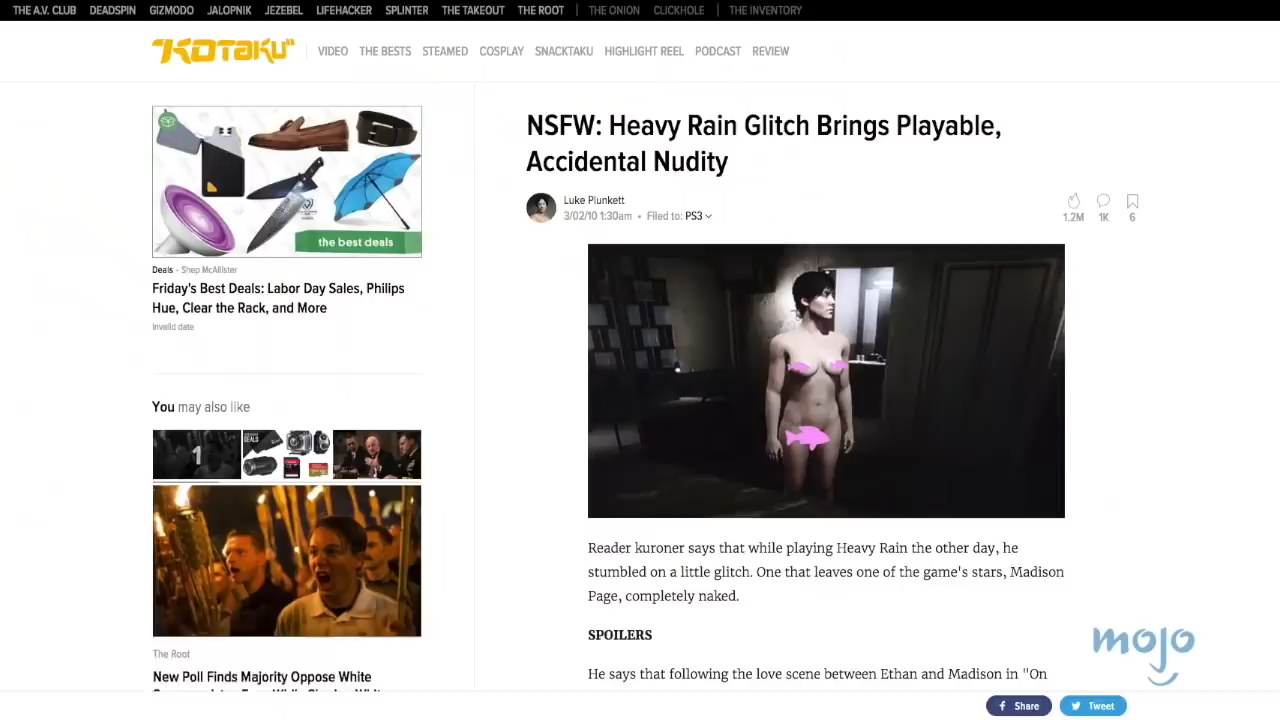 THE A.V. CLUB DEADSPIN GIZMODO JALOPNIK JEZEBEL LIFEHACKER SPLINTER THE TAKEOUT THE ROOT THE ONION CLICKHOLE THE INVENTORY
KOTAKU VIDEO THE BESTS STEAMED COSPLAY SNACKTAKU HIGHLIGHT REEL PODCAST REVIEW
the best deals
Deals - Shep McAllister
Friday's Best Deals: Labor Day Sales, Philips
Hue, Clear the Rack, and More
Invalid date
You may also like
1
DEALS
The Root
New Poll Finds Majority Oppose White
NSFW: Heavy Rain Glitch Brings Playable,
Accidental Nudity
Luke Plunkett
3/02/10 1:30am • Filed to: PS3
1.2M 1K 6
Reader kuroner says that while playing Heavy Rain the other day, he
stumbled on a little glitch. One that leaves one of the game's stars, Madison
Page, completely naked.
SPOILERS
He says that following the love scene between Ethan and Madison in "On
mojo
Share Tweet